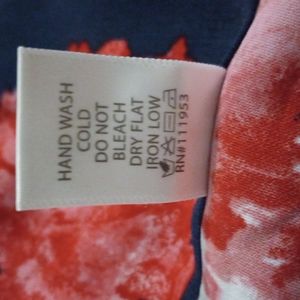 HAND WASH
COLD
DO NOT
BLEACH
DRY FLAT
IRON LOW
RN#111953